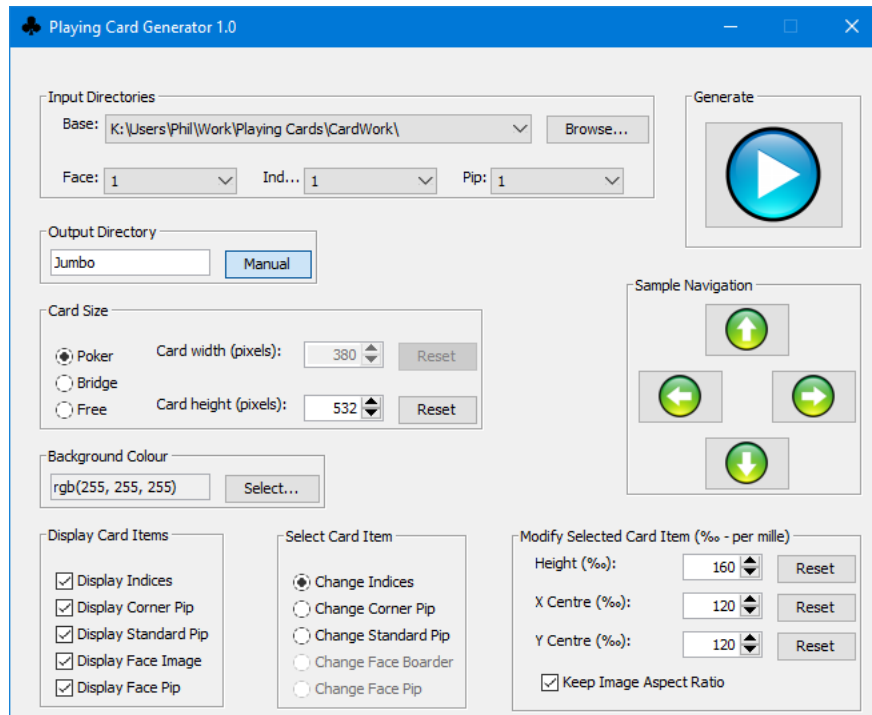 Playing Card Generator 1.0
Input Directories
Base: K:\Users\Phil\Work\Playing Cards\CardWork\ Browse...
Face: 1 Ind... 1 Pip: 1
Generate
Output Directory
Jumbo Manual
Sample Navigation
Card Size
Poker
Bridge
Free
Card width (pixels): 380 Reset
Card height (pixels): 532 Reset
Background Colour
rgb(255, 255, 255) Select...
Display Card Items
Display Indices
Display Corner Pip
Display Standard Pip
Display Face Image
Display Face Pip
Select Card Item
Change Indices
Change Corner Pip
Change Standard Pip
Change Face Boarder
Change Face Pip
Modify Selected Card Item (‰ - per mille)
Height (‰): 160 Reset
X Centre (‰): 120 Reset
Y Centre (‰): 120 Reset
Keep Image Aspect Ratio